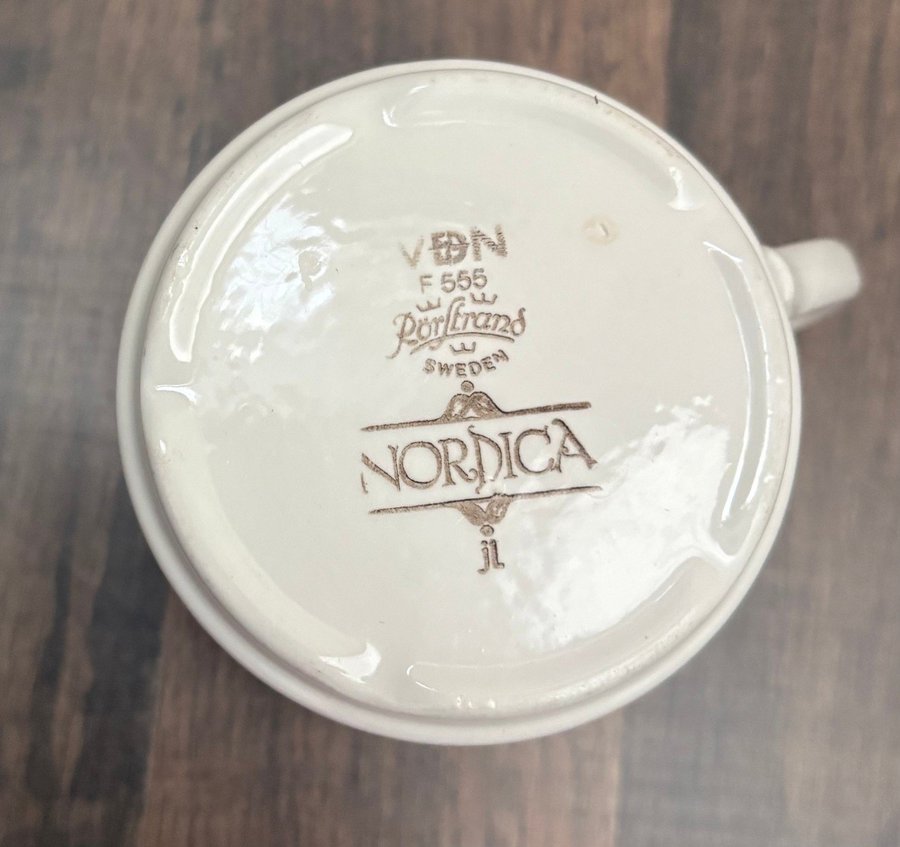 VDN
F 555
Rörstrand
SWEDEN
NORDICA
jl